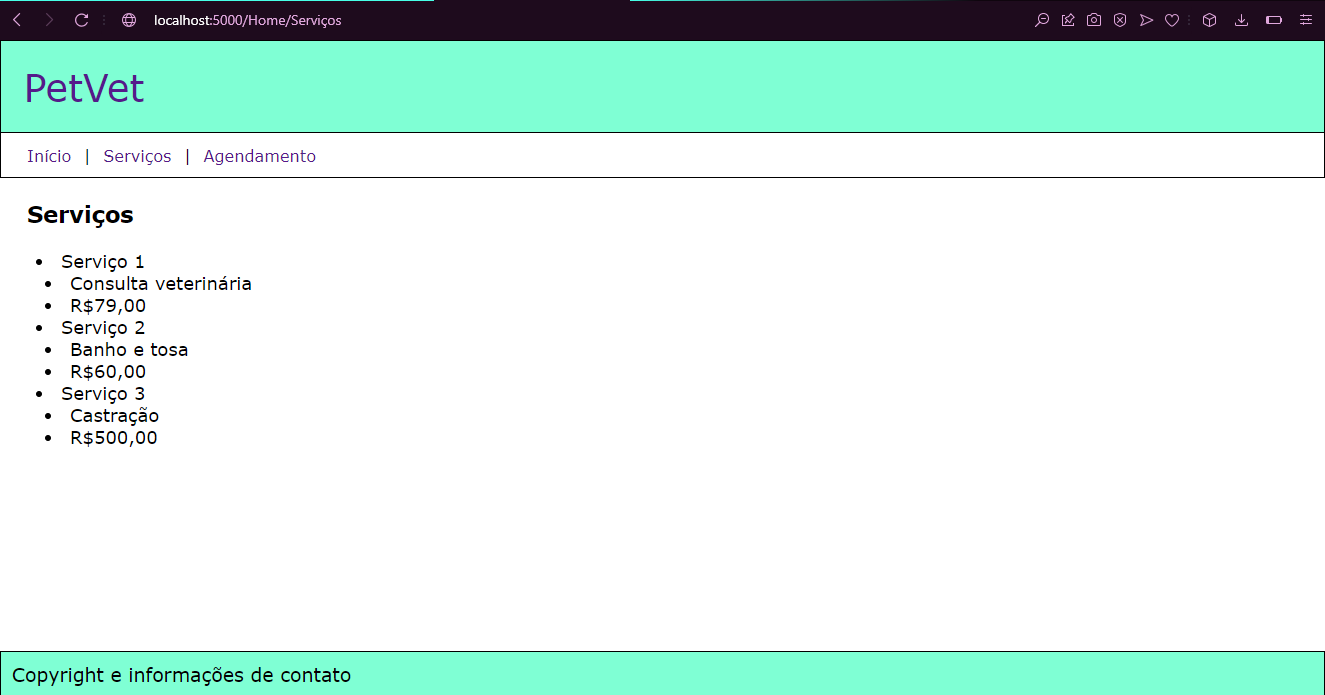 localhost:5000/Home/Serviços
PetVet
Início | Serviços | Agendamento
Serviços
Serviço 1
Consulta veterinária
R$79,00
Serviço 2
Banho e tosa
R$60,00
Serviço 3
Castração
R$500,00
Copyright e informações de contato